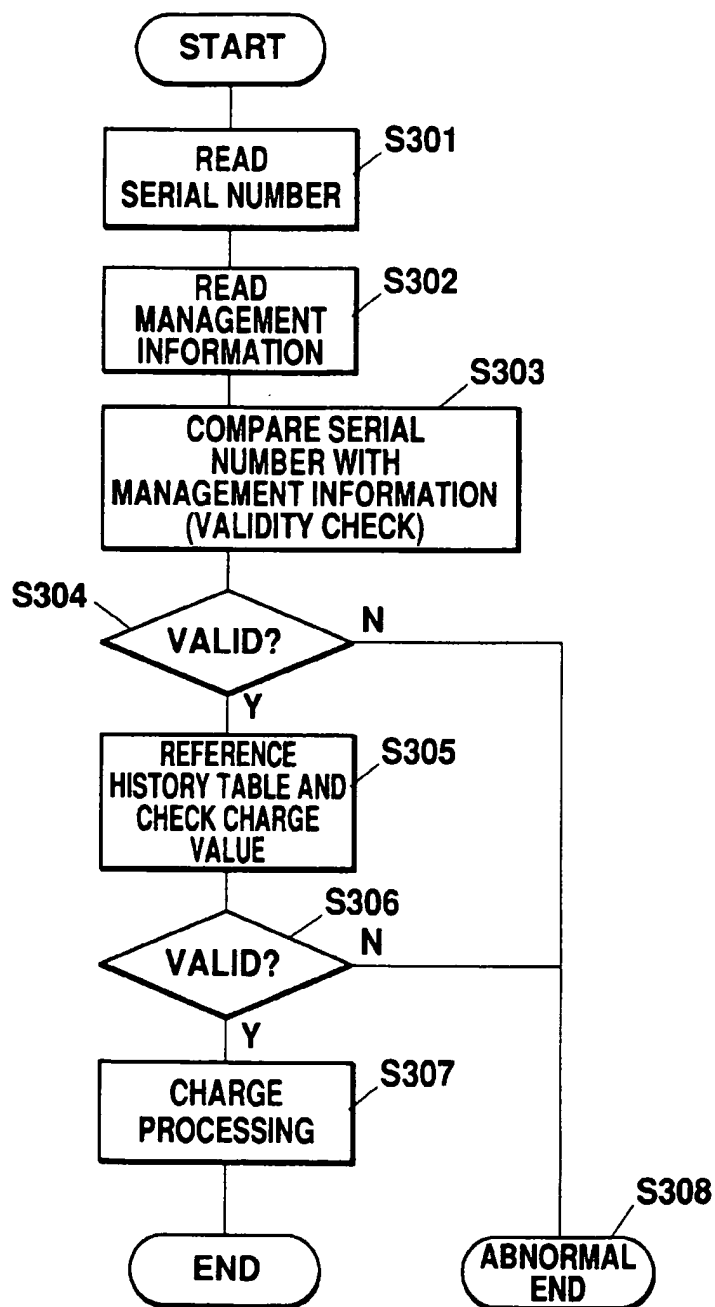 START
S301
READ
SERIAL NUMBER
S302
READ
MANAGEMENT
INFORMATION
S303
COMPARE SERIAL
NUMBER WITH
MANAGEMENT INFORMATION
(VALIDITY CHECK)
S304
VALID?
N
Y
S305
REFERENCE
HISTORY TABLE AND
CHECK CHARGE
VALUE
S306
VALID?
N
Y
S307
CHARGE
PROCESSING
S308
END
ABNORMAL
END